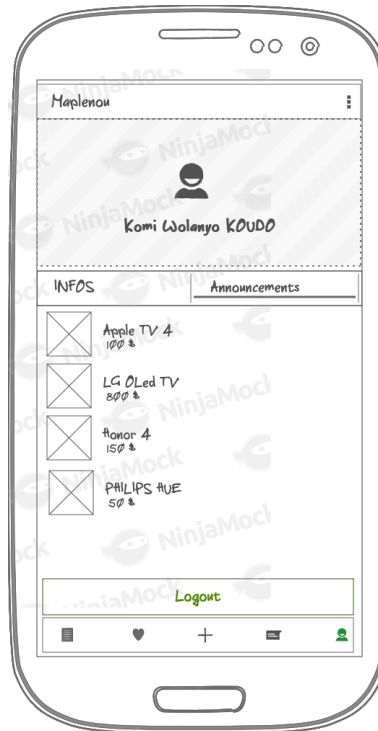 Maplenou
Komi Wolanyo KOUDO
INFOS
Announcements
Apple TV 4
100 $
LG OLed TV
800 $
Honor 4
150 $
PHILIPS HUE
50 $
Logout
NinjaMock